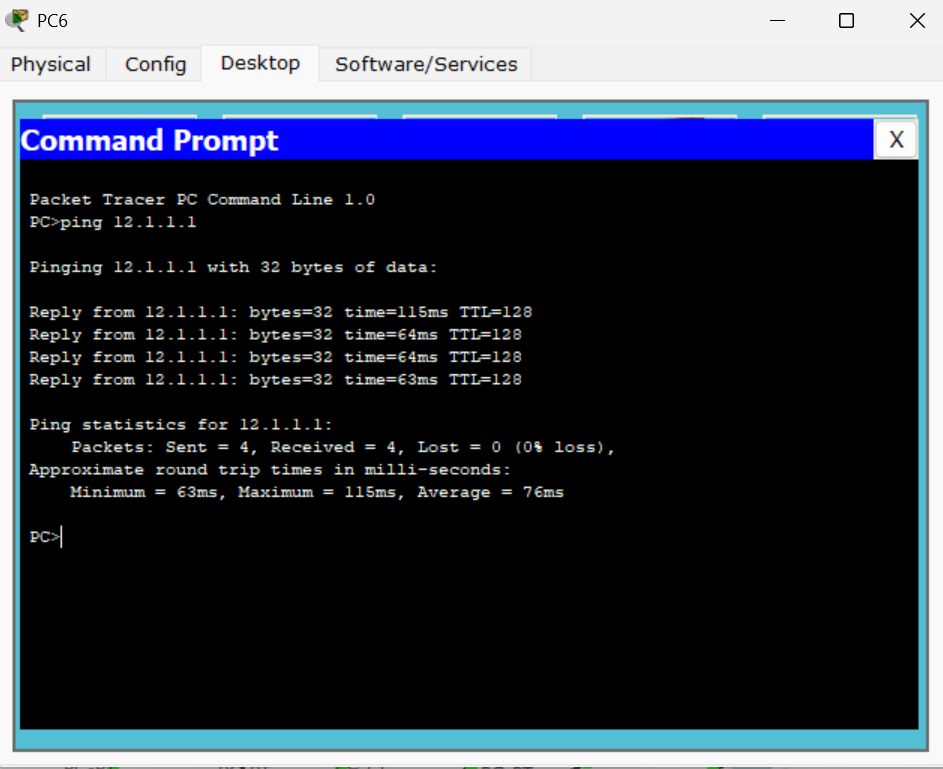 PC6
Physical Config Desktop Software/Services
Command Prompt
X
Packet Tracer PC Command Line 1.0
PC>ping 12.1.1.1
Pinging 12.1.1.1 with 32 bytes of data:
Reply from 12.1.1.1: bytes=32 time=115ms TTL=128
Reply from 12.1.1.1: bytes=32 time=64ms TTL=128
Reply from 12.1.1.1: bytes=32 time=64ms TTL=128
Reply from 12.1.1.1: bytes=32 time=63ms TTL=128
Ping statistics for 12.1.1.1:
Packets: Sent = 4, Received = 4, Lost = 0 (0% loss),
Approximate round trip times in milli-seconds:
Minimum = 63ms, Maximum = 115ms, Average = 76ms
PC>